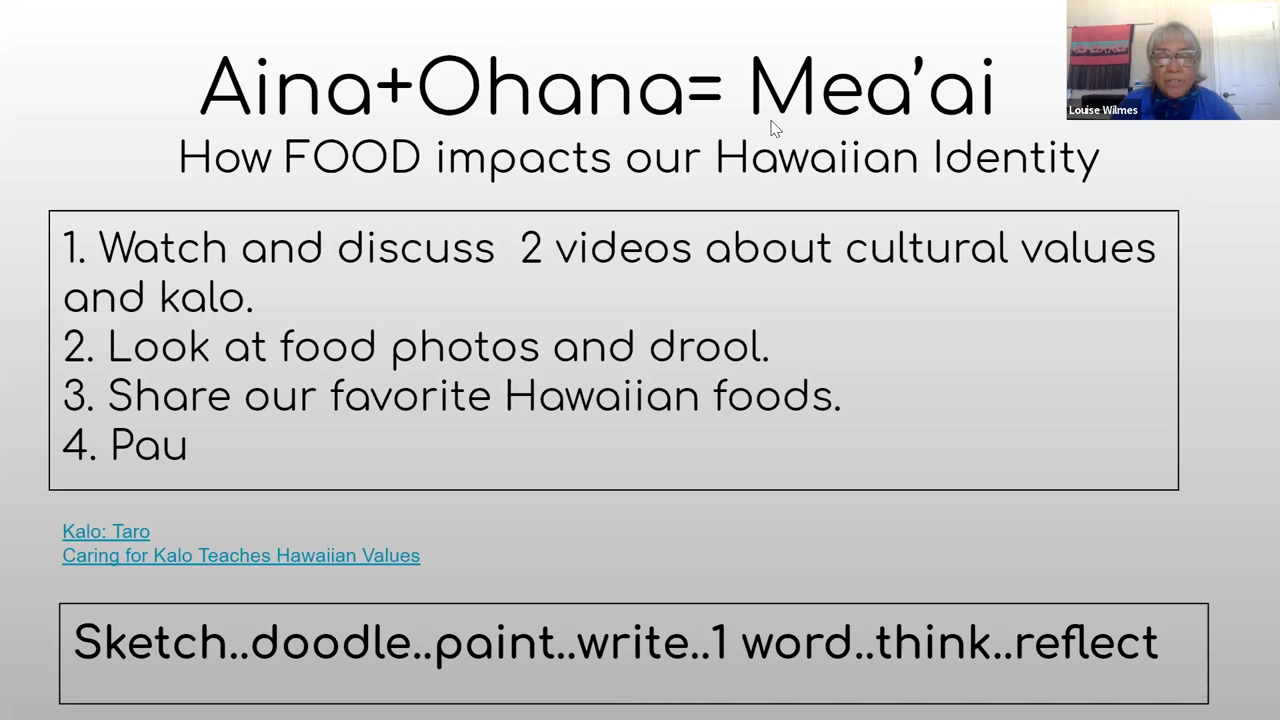 Aina+Ohana= Mea’ai
How FOOD impacts our Hawaiian Identity
Louise Wilmes
1. Watch and discuss  2 videos about cultural values
and kalo.
2. Look at food photos and drool.
3. Share our favorite Hawaiian foods.
4. Pau
Kalo: Taro
Caring for Kalo Teaches Hawaiian Values
Sketch..doodle..paint..write..1 word..think..reflect